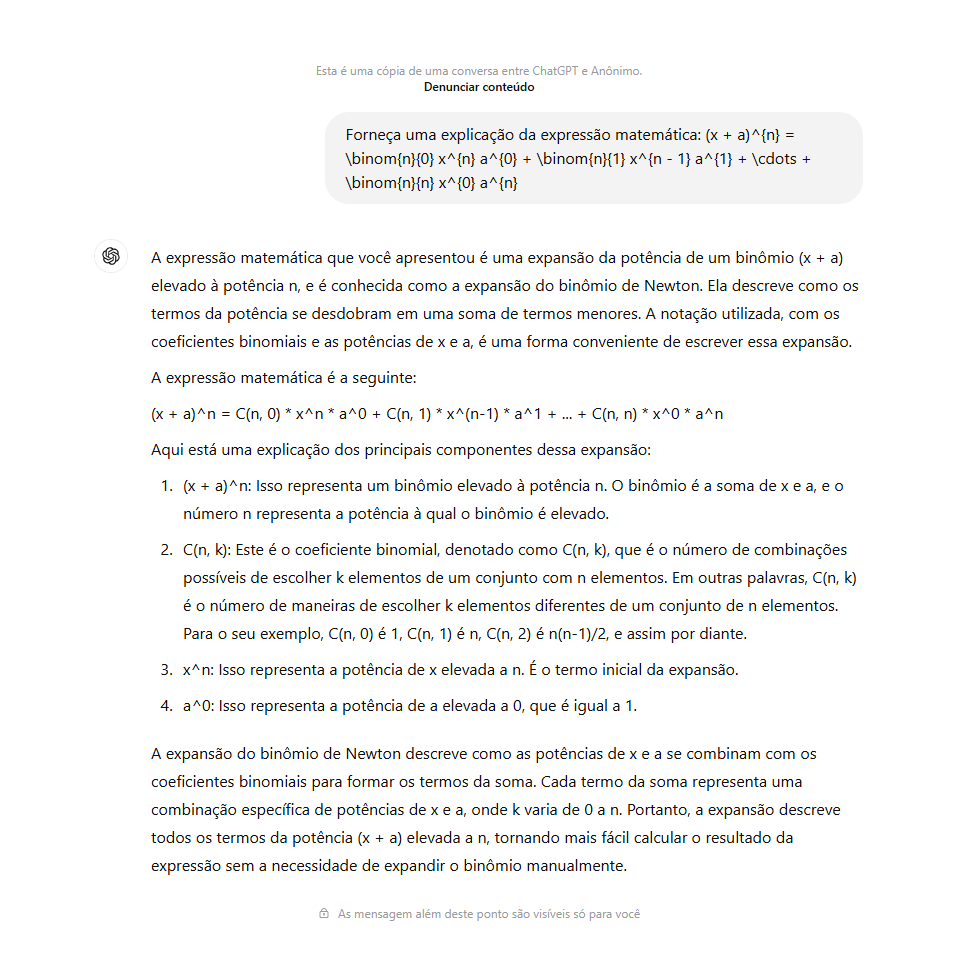 Esta é uma cópia de uma conversa entre ChatGPT e Anônimo.
Denunciar conteúdo
Forneça uma explicação da expressão matemática: (x + a)^{n} =
\binom{n}{0} x^{n} a^{0} + \binom{n}{1} x^{n - 1} a^{1} + \cdots +
\binom{n}{n} x^{0} a^{n}
A expressão matemática que você apresentou é uma expansão da potência de um binômio (x + a)
elevado à potência n, e é conhecida como a expansão do binômio de Newton. Ela descreve como os
termos da potência se desdobram em uma soma de termos menores. A notação utilizada, com os
coeficientes binomiais e as potências de x e a, é uma forma conveniente de escrever essa expansão.
A expressão matemática é a seguinte:
(x + a)^n = C(n, 0) * x^n * a^0 + C(n, 1) * x^(n-1) * a^1 + ... + C(n, n) * x^0 * a^n
Aqui está uma explicação dos principais componentes dessa expansão:
1. (x + a)^n: Isso representa um binômio elevado à potência n. O binômio é a soma de x e a, e o
número n representa a potência à qual o binômio é elevado.
2. C(n, k): Este é o coeficiente binomial, denotado como C(n, k), que é o número de combinações
possíveis de escolher k elementos de um conjunto com n elementos. Em outras palavras, C(n, k)
é o número de maneiras de escolher k elementos diferentes de um conjunto de n elementos.
Para o seu exemplo, C(n, 0) é 1, C(n, 1) é n, C(n, 2) é n(n-1)/2, e assim por diante.
3. x^n: Isso representa a potência de x elevada a n. É o termo inicial da expansão.
4. a^0: Isso representa a potência de a elevada a 0, que é igual a 1.
A expansão do binômio de Newton descreve como as potências de x e a se combinam com os
coeficientes binomiais para formar os termos da soma. Cada termo da soma representa uma
combinação específica de potências de x e a, onde k varia de 0 a n. Portanto, a expansão descreve
todos os termos da potência (x + a) elevada a n, tornando mais fácil calcular o resultado da
expressão sem a necessidade de expandir o binômio manualmente.
As mensagem além deste ponto são visíveis só para você